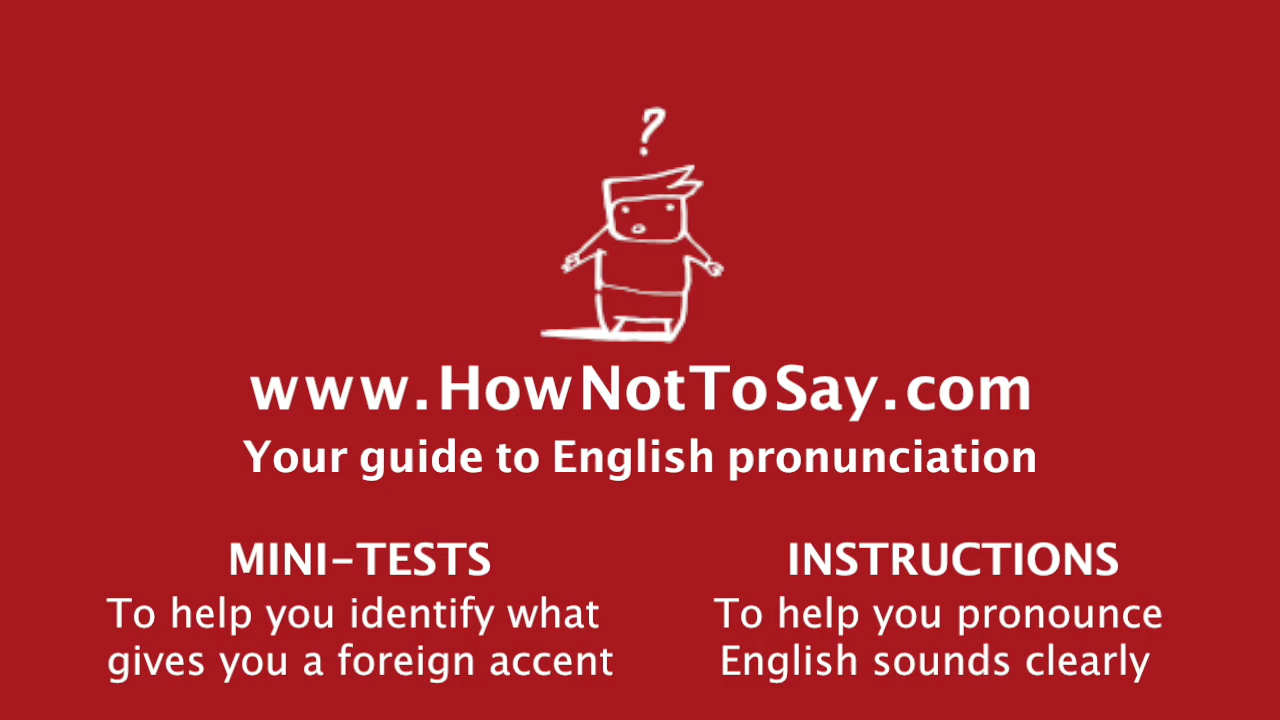 ?
www.HowNotToSay.com
Your guide to English pronunciation
MINI-TESTS
To help you identify what
gives you a foreign accent
INSTRUCTIONS
To help you pronounce
English sounds clearly